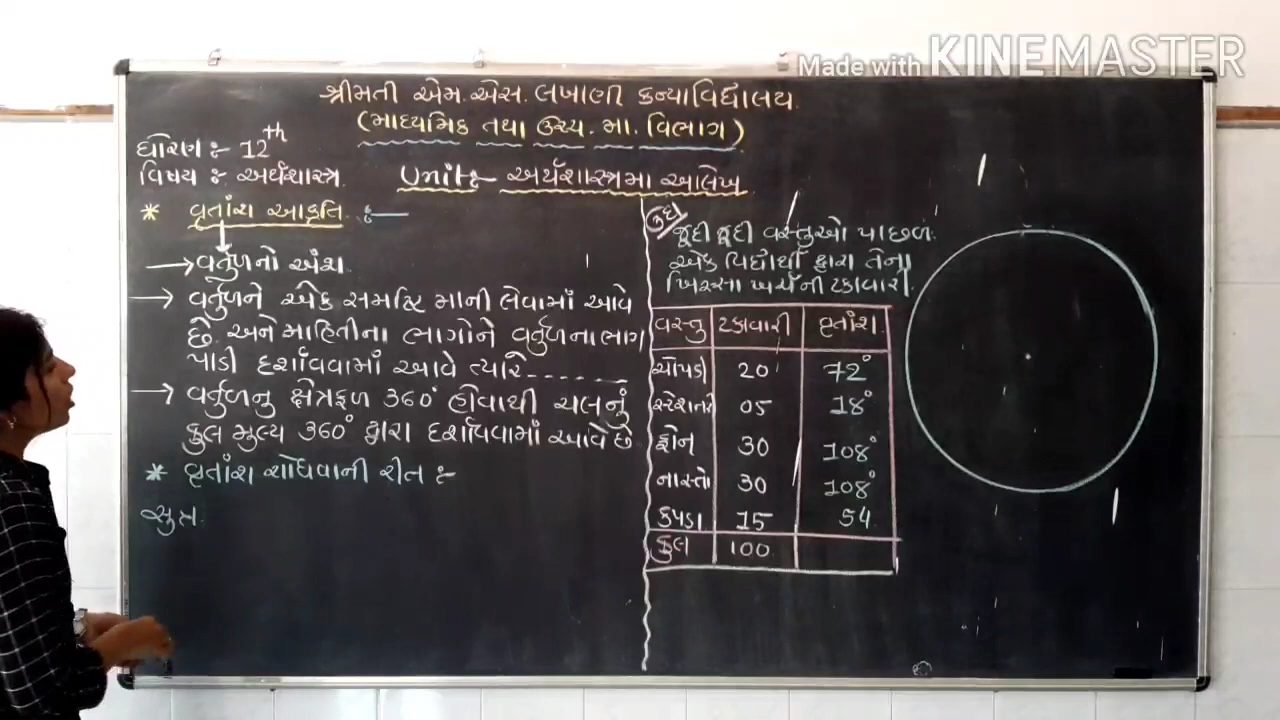 Made with KINEMASTER
શ્રીમતી એમ. એસ. લખાણી કન્યાવિદ્યાલય.
(માધ્યમિક તથા ઉચ્ચ. મા. વિભાગ)
ધોરણ :- 12th
વિષય :- અર્થશાસ્ત્ર.
Unit :- અર્થશાસ્ત્રમાં આલેખ
* વૃતાંશ આકૃતિ :-
→ વર્તુળનો અંશ.
→ વર્તુળને એક સમષ્ટિ માની લેવામાં આવે
છે. અને માહિતીના ભાગોને વર્તુળના ભાગ
પાડી દર્શાવવામાં આવે ત્યારે.......
→ વર્તુળનુ ક્ષેત્રફળ 360° હોવાથી ચલનું
કુલ મુલ્ય 360° દ્વારા દર્શાવવામાં આવે છે
* વૃતાંશ શોધવાની રીત :-
સુત્ર
ઉદા
જૂદી જૂદી વસ્તુઓ પાછળ
એક વિદ્યાર્થી દ્વારા તેના
ખિસ્સા ખર્ચની ટકાવારી.
વસ્તુ ટકાવારી વૃતાંશ
ચોપડી 20 72°
સ્ટેશનરી 05 18°
ફોન 30 108°
નાસ્તો 30 108°
કપડા 15 54
કુલ 100